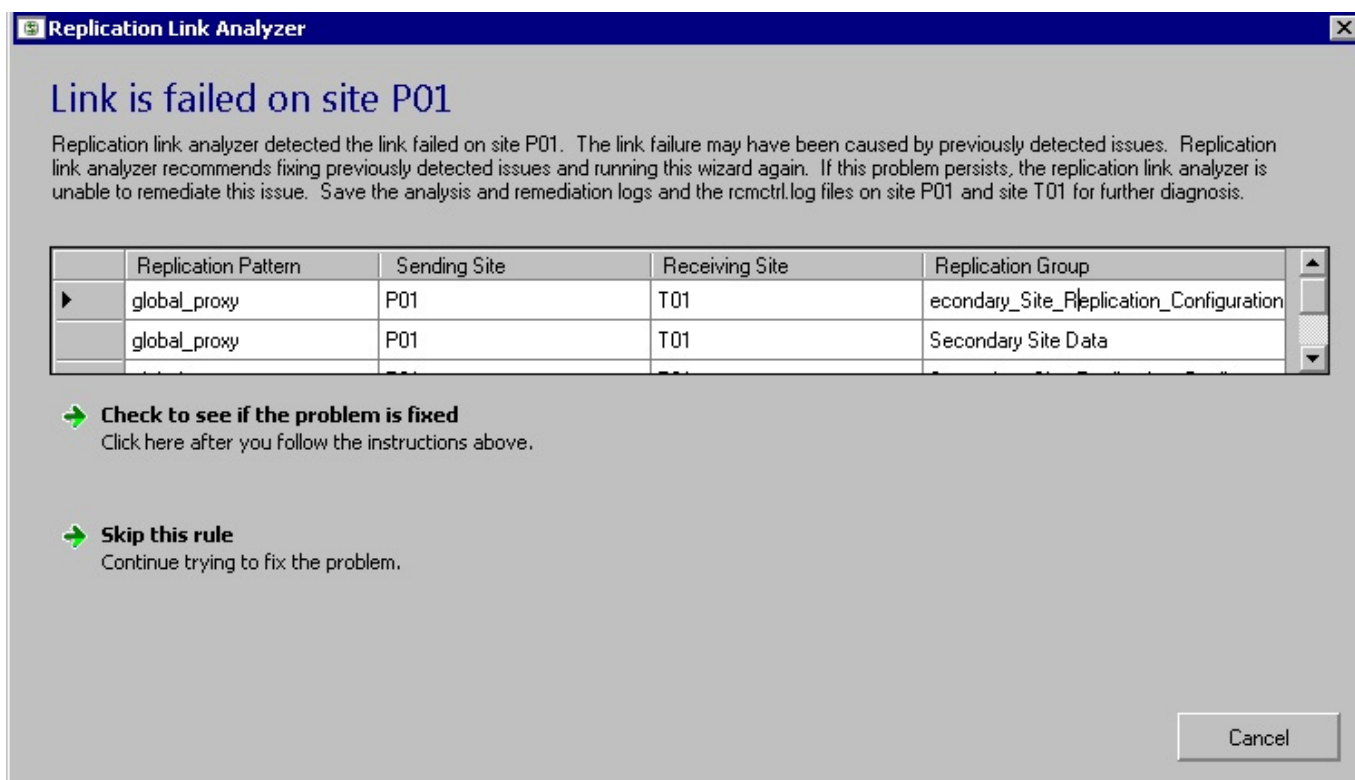 Replication Link Analyzer
Link is failed on site P01
Replication link analyzer detected the link failed on site P01.  The link failure may have been caused by previously detected issues.  Replication
link analyzer recommends fixing previously detected issues and running this wizard again.  If this problem persists, the replication link analyzer is
unable to remediate this issue.  Save the analysis and remediation logs and the rcmctrl.log files on site P01 and site T01 for further diagnosis.
Replication Pattern Sending Site Receiving Site Replication Group
global_proxy P01 T01 econdary_Site_Replication_Configuration
global_proxy P01 T01 Secondary Site Data
Check to see if the problem is fixed
Click here after you follow the instructions above.
Skip this rule
Continue trying to fix the problem.
Cancel